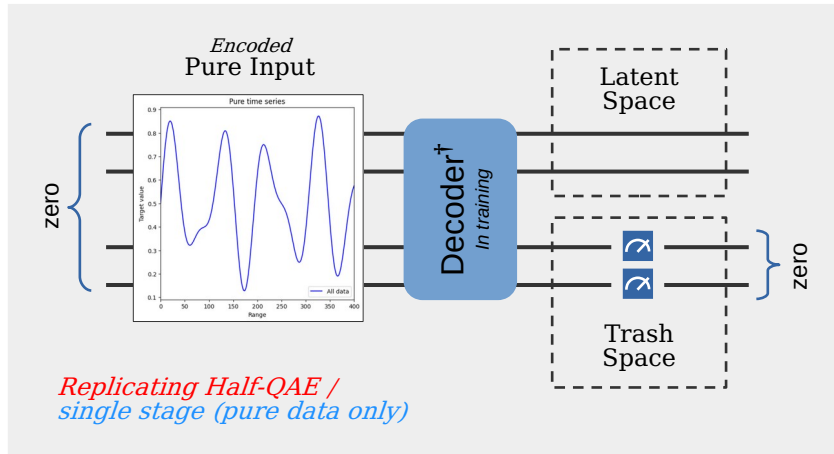 Encoded
Pure Input
Pure time series
0.9
0.8
0.7
0.6
0.5
0.4
0.3
0.2
0.1
Target value
All data
0 50 100 150 200 250 300 350 400
Range
zero
Decoder†
In training
Latent
Space
Trash
Space
zero
Replicating Half-QAE /
single stage (pure data only)